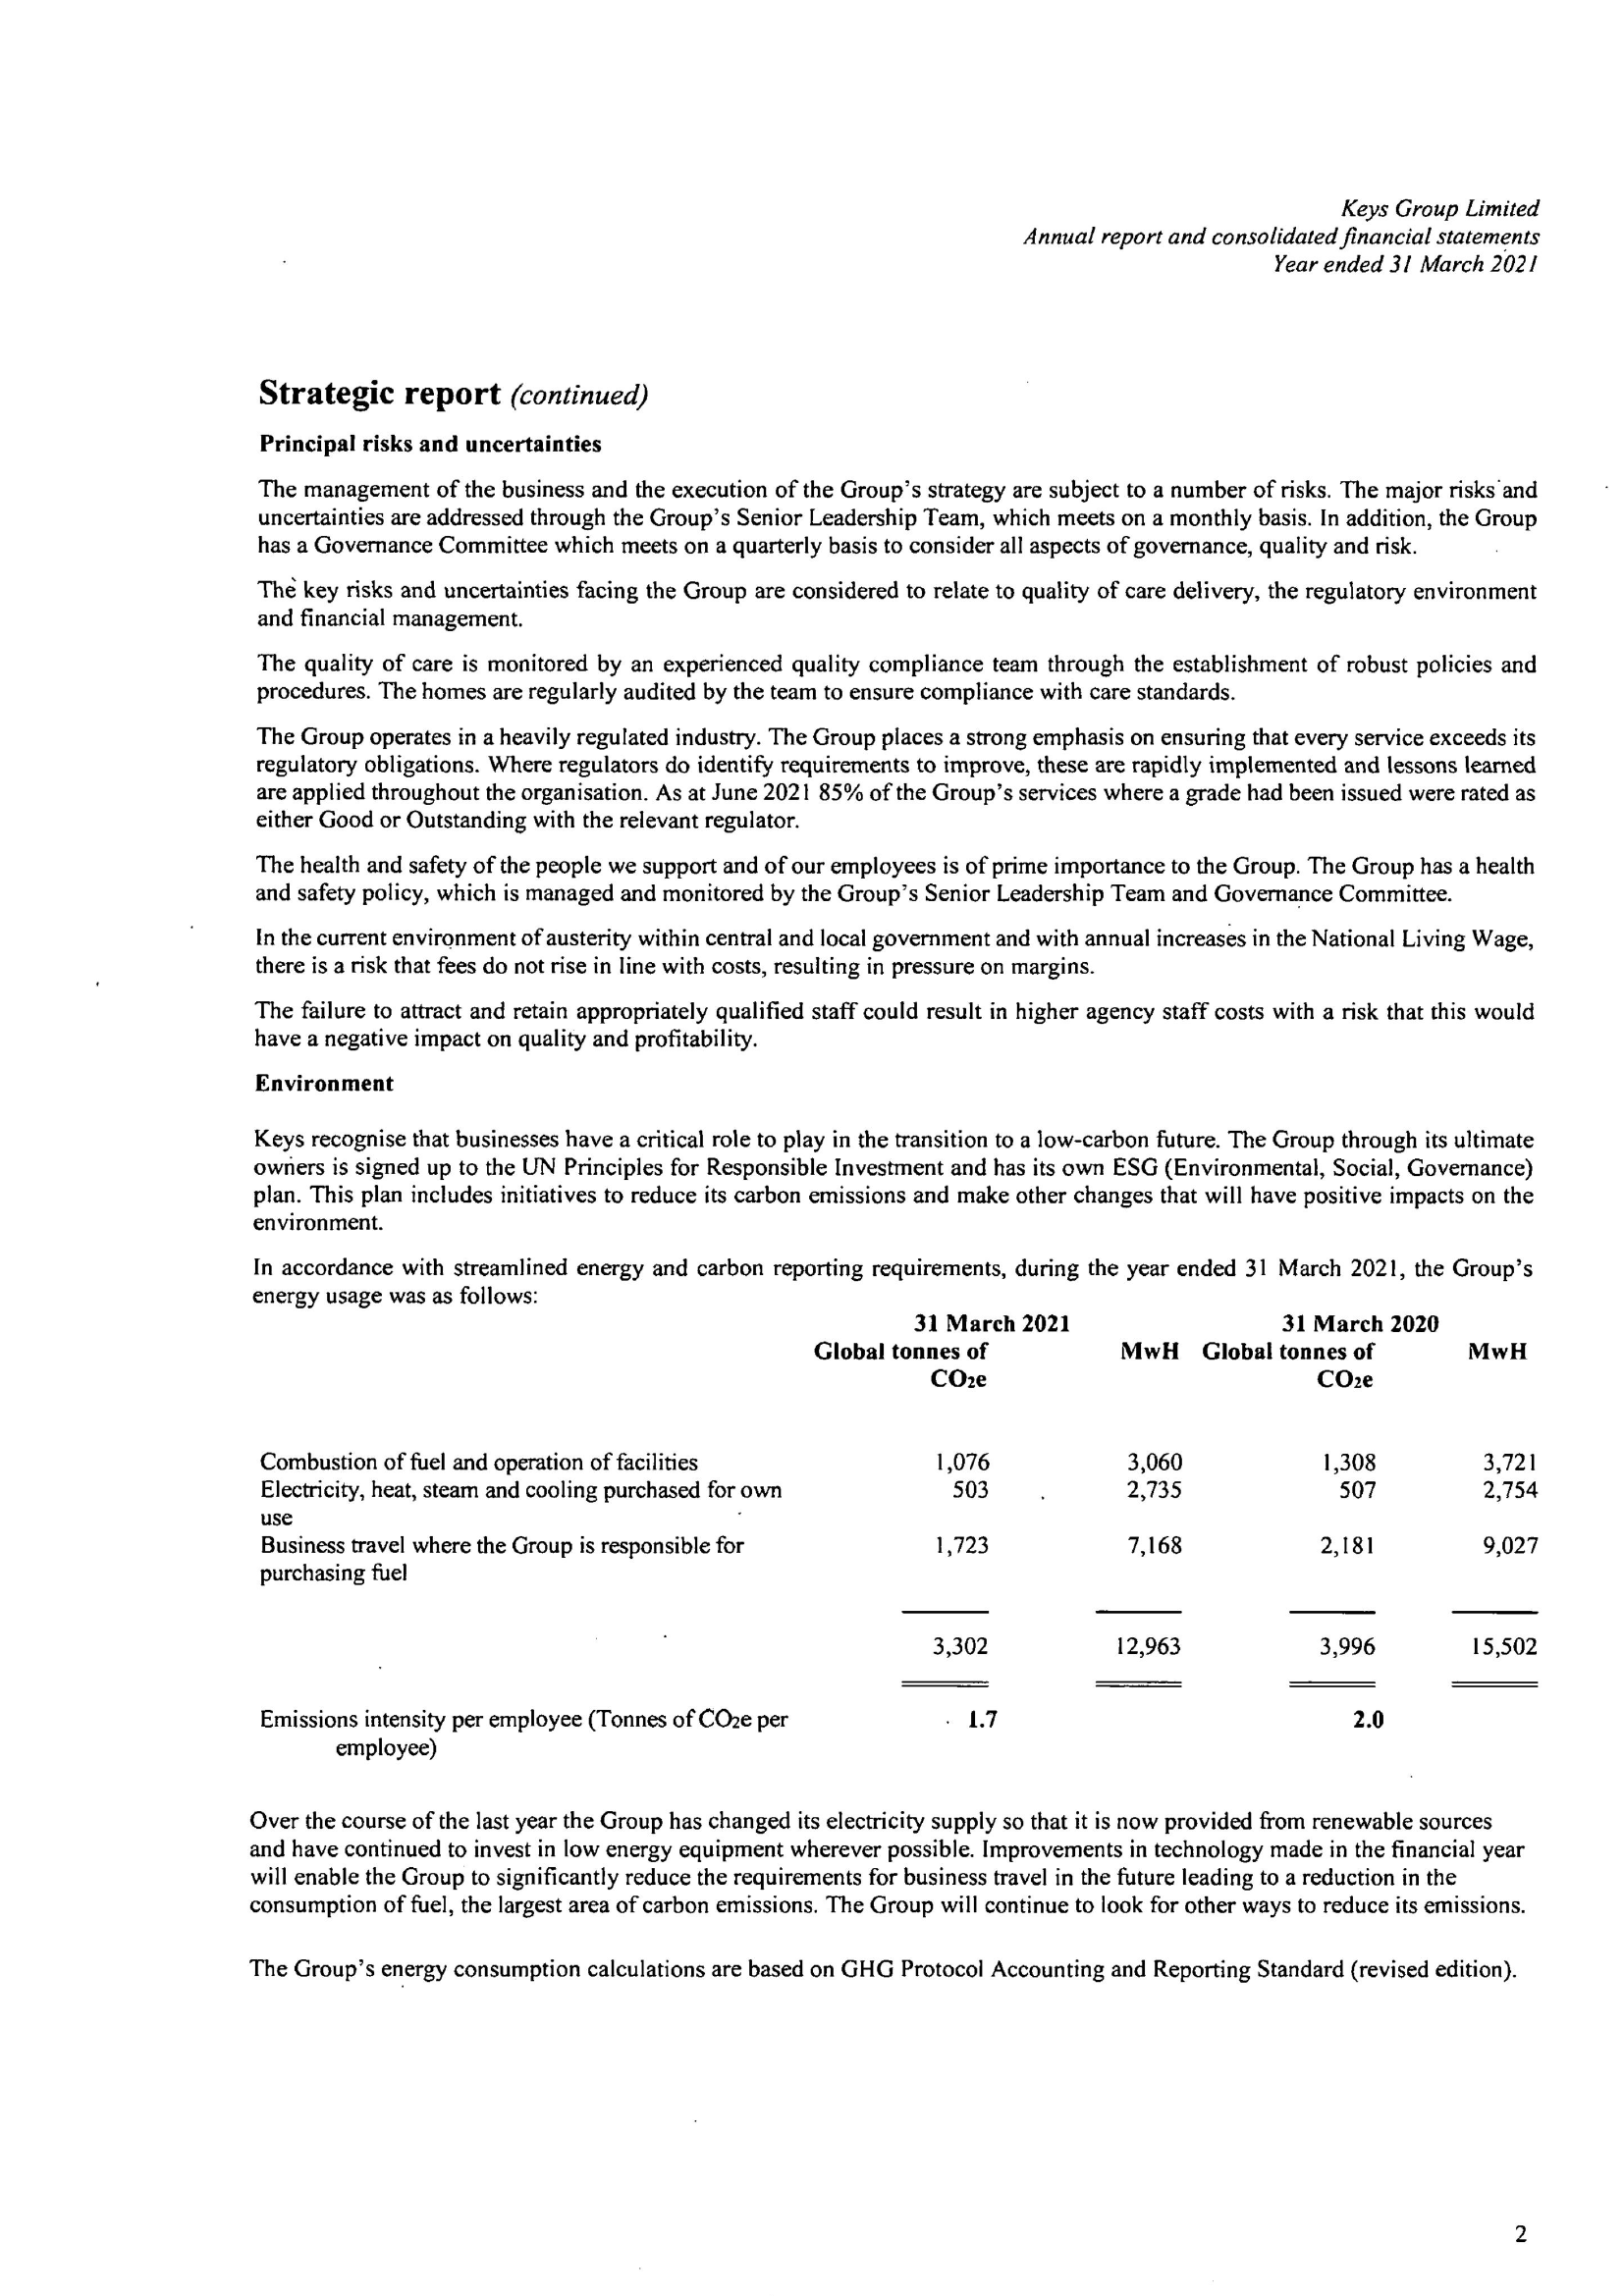 Keys Group Limited
Annual report and consolidated financial statements
Year ended 31 March 2021
Strategic report (continued)
Principal risks and uncertainties
The management of the business and the execution of the Group's strategy are subject to a number of risks. The major risks and
uncertainties are addressed through the Group's Senior Leadership Team, which meets on a monthly basis. In addition, the Group
has a Governance Committee which meets on a quarterly basis to consider all aspects of governance, quality and risk.
The key risks and uncertainties facing the Group are considered to relate to quality of care delivery, the regulatory environment
and financial management.
The quality of care is monitored by an experienced quality compliance team through the establishment of robust policies and
procedures. The homes are regularly audited by the team to ensure compliance with care standards.
The Group operates in a heavily regulated industry. The Group places a strong emphasis on ensuring that every service exceeds its
regulatory obligations. Where regulators do identify requirements to improve, these are rapidly implemented and lessons learned
are applied throughout the organisation. As at June 2021 85% of the Group's services where a grade had been issued were rated as
either Good or Outstanding with the relevant regulator.
The health and safety of the people we support and of our employees is of prime importance to the Group. The Group has a health
and safety policy, which is managed and monitored by the Group's Senior Leadership Team and Governance Committee.
In the current environment of austerity within central and local government and with annual increases in the National Living Wage,
there is a risk that fees do not rise in line with costs, resulting in pressure on margins.
The failure to attract and retain appropriately qualified staff could result in higher agency staff costs with a risk that this would
have a negative impact on quality and profitability.
Environment
Keys recognise that businesses have a critical role to play in the transition to a low-carbon future. The Group through its ultimate
owners is signed up to the UN Principles for Responsible Investment and has its own ESG (Environmental, Social, Governance)
plan. This plan includes initiatives to reduce its carbon emissions and make other changes that will have positive impacts on the
environment.
In accordance with streamlined energy and carbon reporting requirements, during the year ended 31 March 2021, the Group's
energy usage was as follows:
31 March 2021 31 March 2020
Global tonnes of MwH Global tonnes of MwH
CO2e CO2e
Combustion of fuel and operation of facilities 1,076 3,060 1,308 3,721
Electricity, heat, steam and cooling purchased for own 503 2,735 507 2,754
use
Business travel where the Group is responsible for 1,723 7,168 2,181 9,027
purchasing fuel
3,302 12,963 3,996 15,502
Emissions intensity per employee (Tonnes of CO2e per 1.7 2.0
employee)
Over the course of the last year the Group has changed its electricity supply so that it is now provided from renewable sources
and have continued to invest in low energy equipment wherever possible. Improvements in technology made in the financial year
will enable the Group to significantly reduce the requirements for business travel in the future leading to a reduction in the
consumption of fuel, the largest area of carbon emissions. The Group will continue to look for other ways to reduce its emissions.
The Group's energy consumption calculations are based on GHG Protocol Accounting and Reporting Standard (revised edition).
2